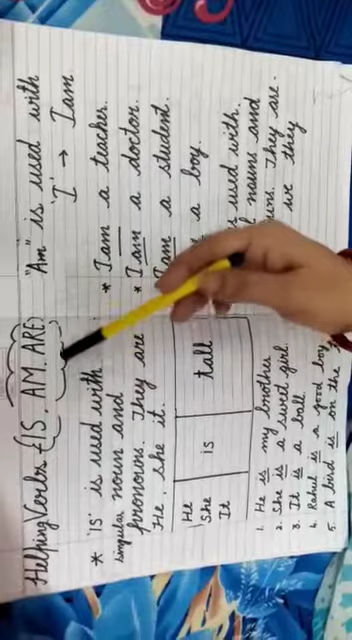 Helping Verbs {IS, AM, ARE}
* 'IS' is used with
singular noun and
pronouns. They are
He, she it.
He
She
It
is
tall
1. He is my brother
2. She is a sweet girl.
3. It is a ball
4. Rahul is a good boy
5. A bird is on the
"Am" is used with
'I' → I am
* I am a teacher.
* I am a doctor.
I am a student.
a boy.
used with.
nouns and
They are.
we they